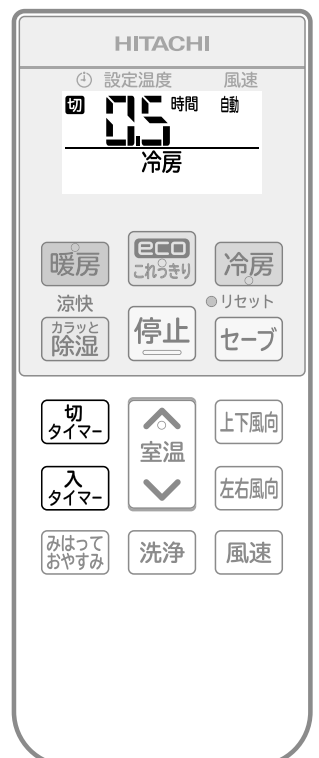 HITACHI
設定温度 風速
切 0.5 時間 自動
冷房
暖房 eco これっきり 冷房
涼快 リセット
カラッと除湿 停止 セーブ
切タイマー 室温 上下風向
入タイマー 左右風向
みはっておやすみ 洗浄 風速